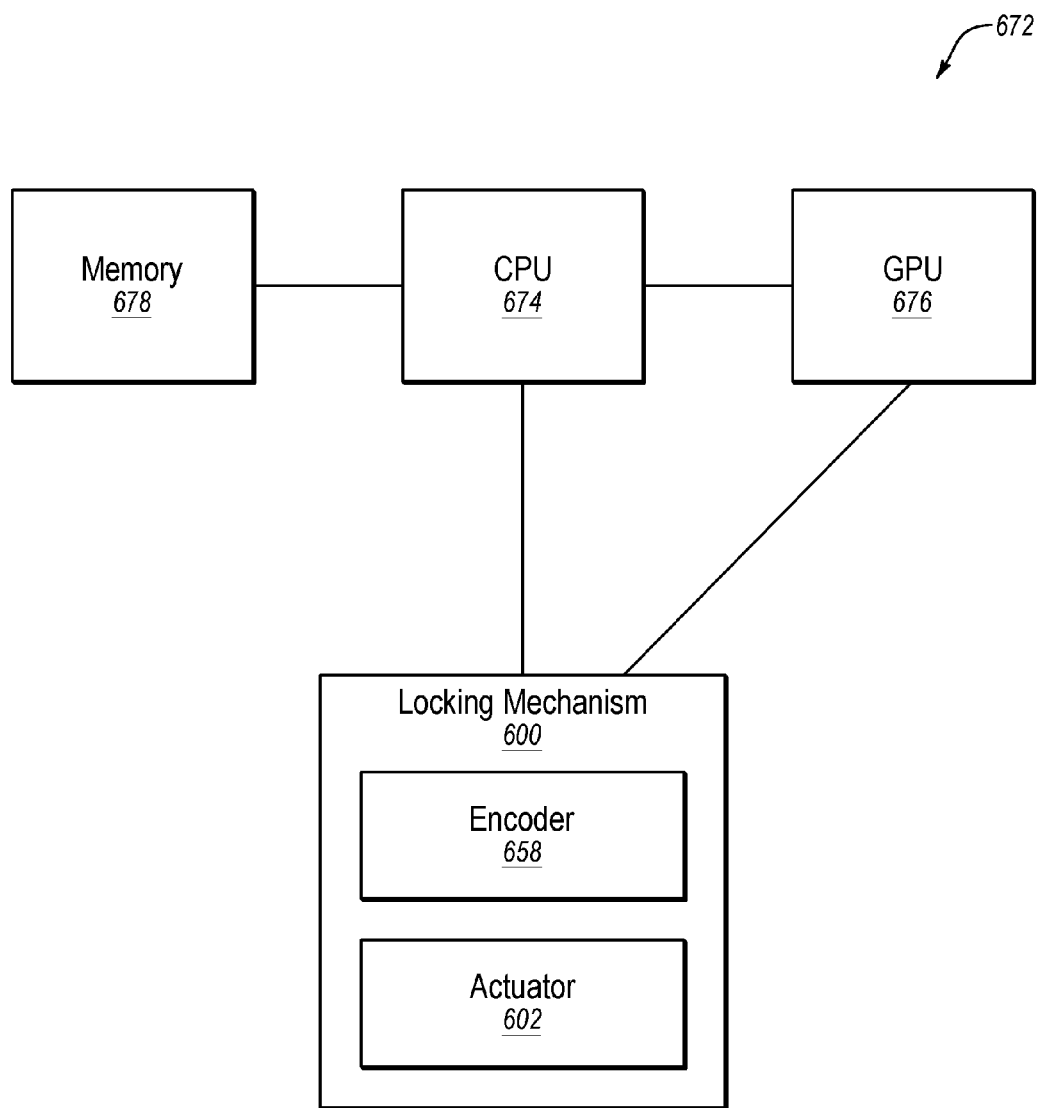 672
Memory
678
CPU
674
GPU
676
Locking Mechanism
600
Encoder
658
Actuator
602